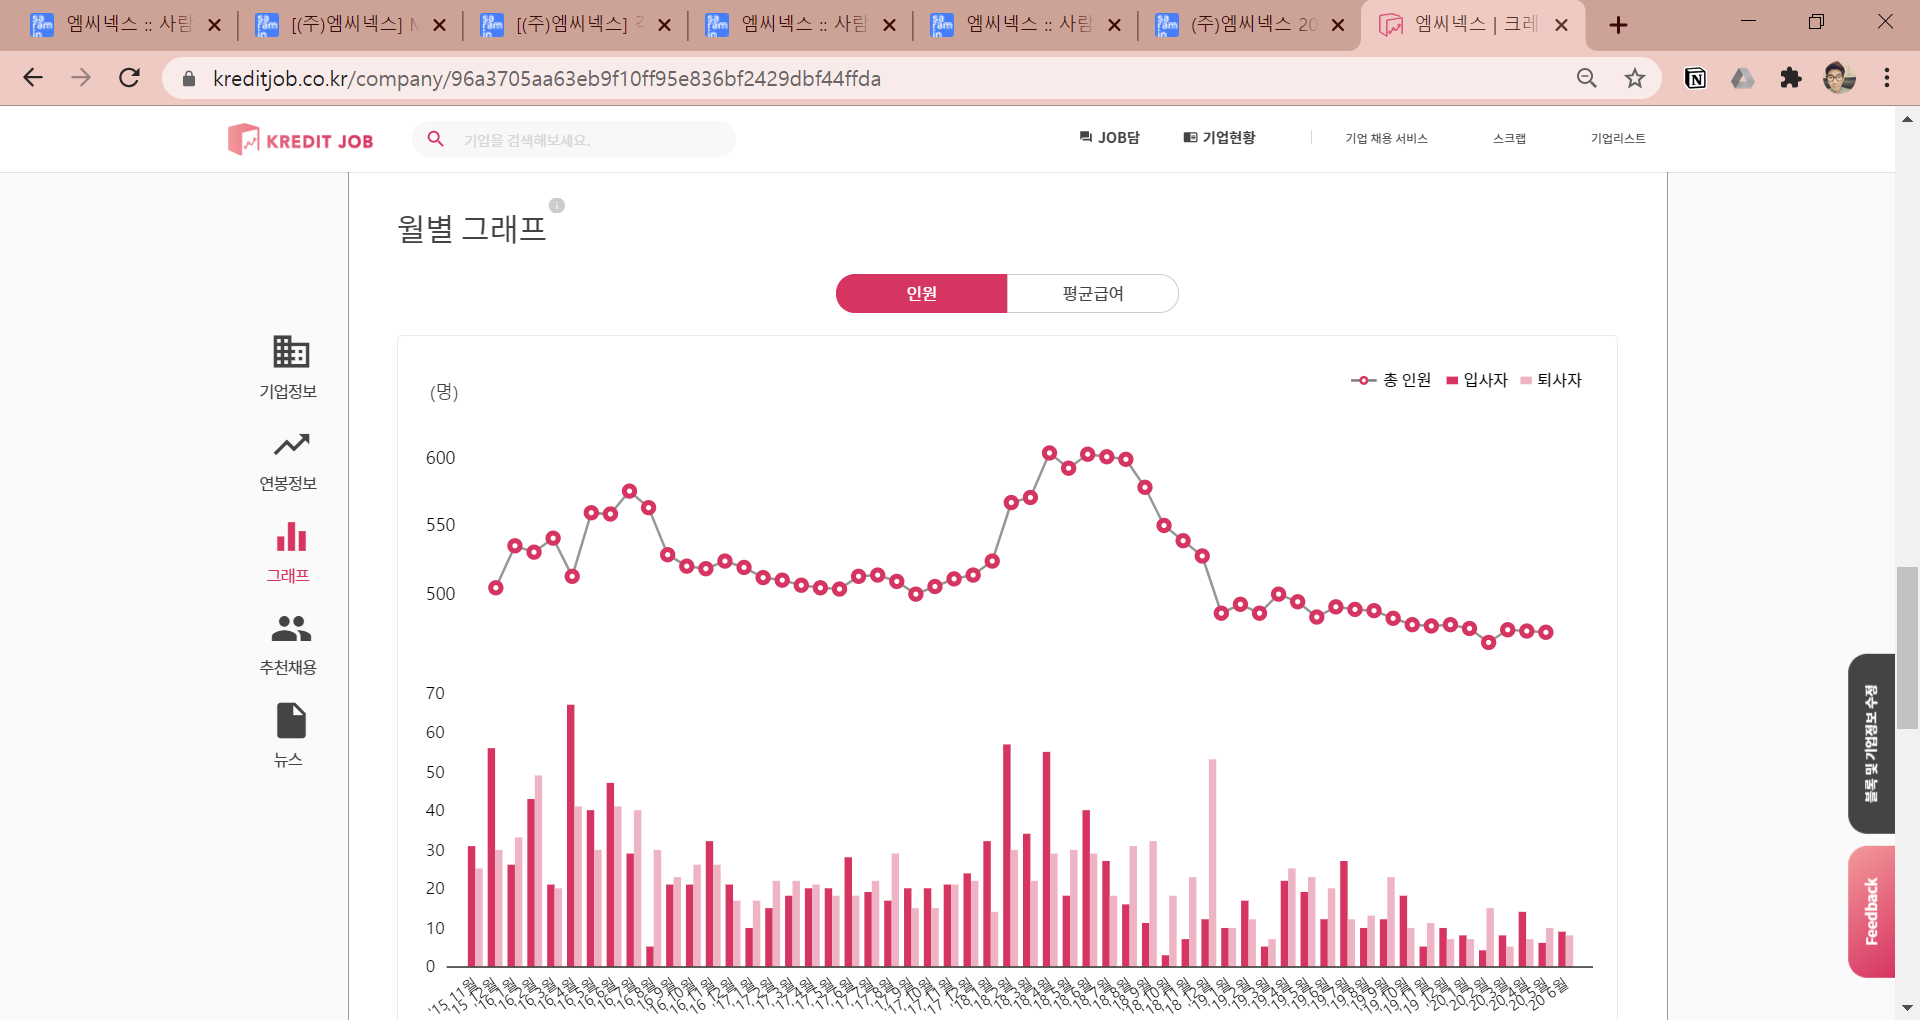 엠씨넥스 :: 사람
[(주)엠씨넥스]
[(주)엠씨넥스]
엠씨넥스 :: 사람
엠씨넥스 :: 사람
(주)엠씨넥스 20
엠씨넥스 | 크레
kreditjob.co.kr/company/96a3705aa63eb9f10ff95e836bf2429dbf44ffda
KREDIT JOB
기업을 검색해보세요.
JOB담
기업현황
기업 채용 서비스
스크랩
기업리스트
월별 그래프
인원
평균급여
기업정보
연봉정보
그래프
추천채용
뉴스
(명)
총 인원
입사자
퇴사자
600
550
500
70
60
50
40
30
20
10
0
'15 11월
'15 12월
'16 1월
'16 2월
'16 3월
'16 4월
'16 5월
'16 6월
'16 7월
'16 8월
'16 9월
'16 10월
'16 11월
'16 12월
'17 1월
'17 2월
'17 3월
'17 4월
'17 5월
'17 6월
'17 7월
'17 8월
'17 9월
'17 10월
'17 11월
'17 12월
'18 1월
'18 2월
'18 3월
'18 4월
'18 5월
'18 6월
'18 7월
'18 8월
'18 9월
'18 10월
'18 11월
'18 12월
'19 1월
'19 2월
'19 3월
'19 4월
'19 5월
'19 6월
'19 7월
'19 8월
'19 9월
'19 10월
'19 11월
'19 12월
'20 1월
'20 2월
'20 3월
'20 4월
'20 5월
'20 6월
블록 및 기업정보 수정
Feedback